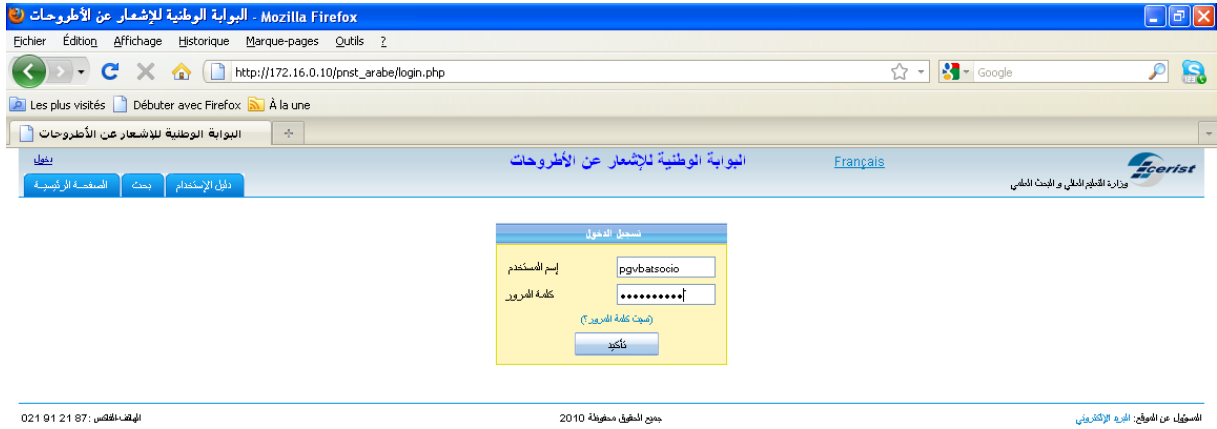 البوابة الوطنية للإشعار عن الأطروحات - Mozilla Firefox
Fichier Édition Affichage Historique Marque-pages Outils ?
http://172.16.0.10/pnst_arabe/login.php Google
Les plus visités Débuter avec Firefox À la une
البوابة الوطنية للإشعار عن الأطروحات
دخول البوابة الوطنية للإشعار عن الأطروحات Français cerist
الصفحة الرئيسية بحث دليل الإستخدام وزارة التعليم العالي و البحث العلمي
تسجيل الدخول
إسم المستخدم pgvbatsocio
كلمة المرور ••••••••••
(نسيت كلمة المرور؟)
تأكيد
المسؤول عن الموقع: البريد الإلكتروني جميع الحقوق محفوظة 2010 الهاتف-الفاكس: 87 21 91 021